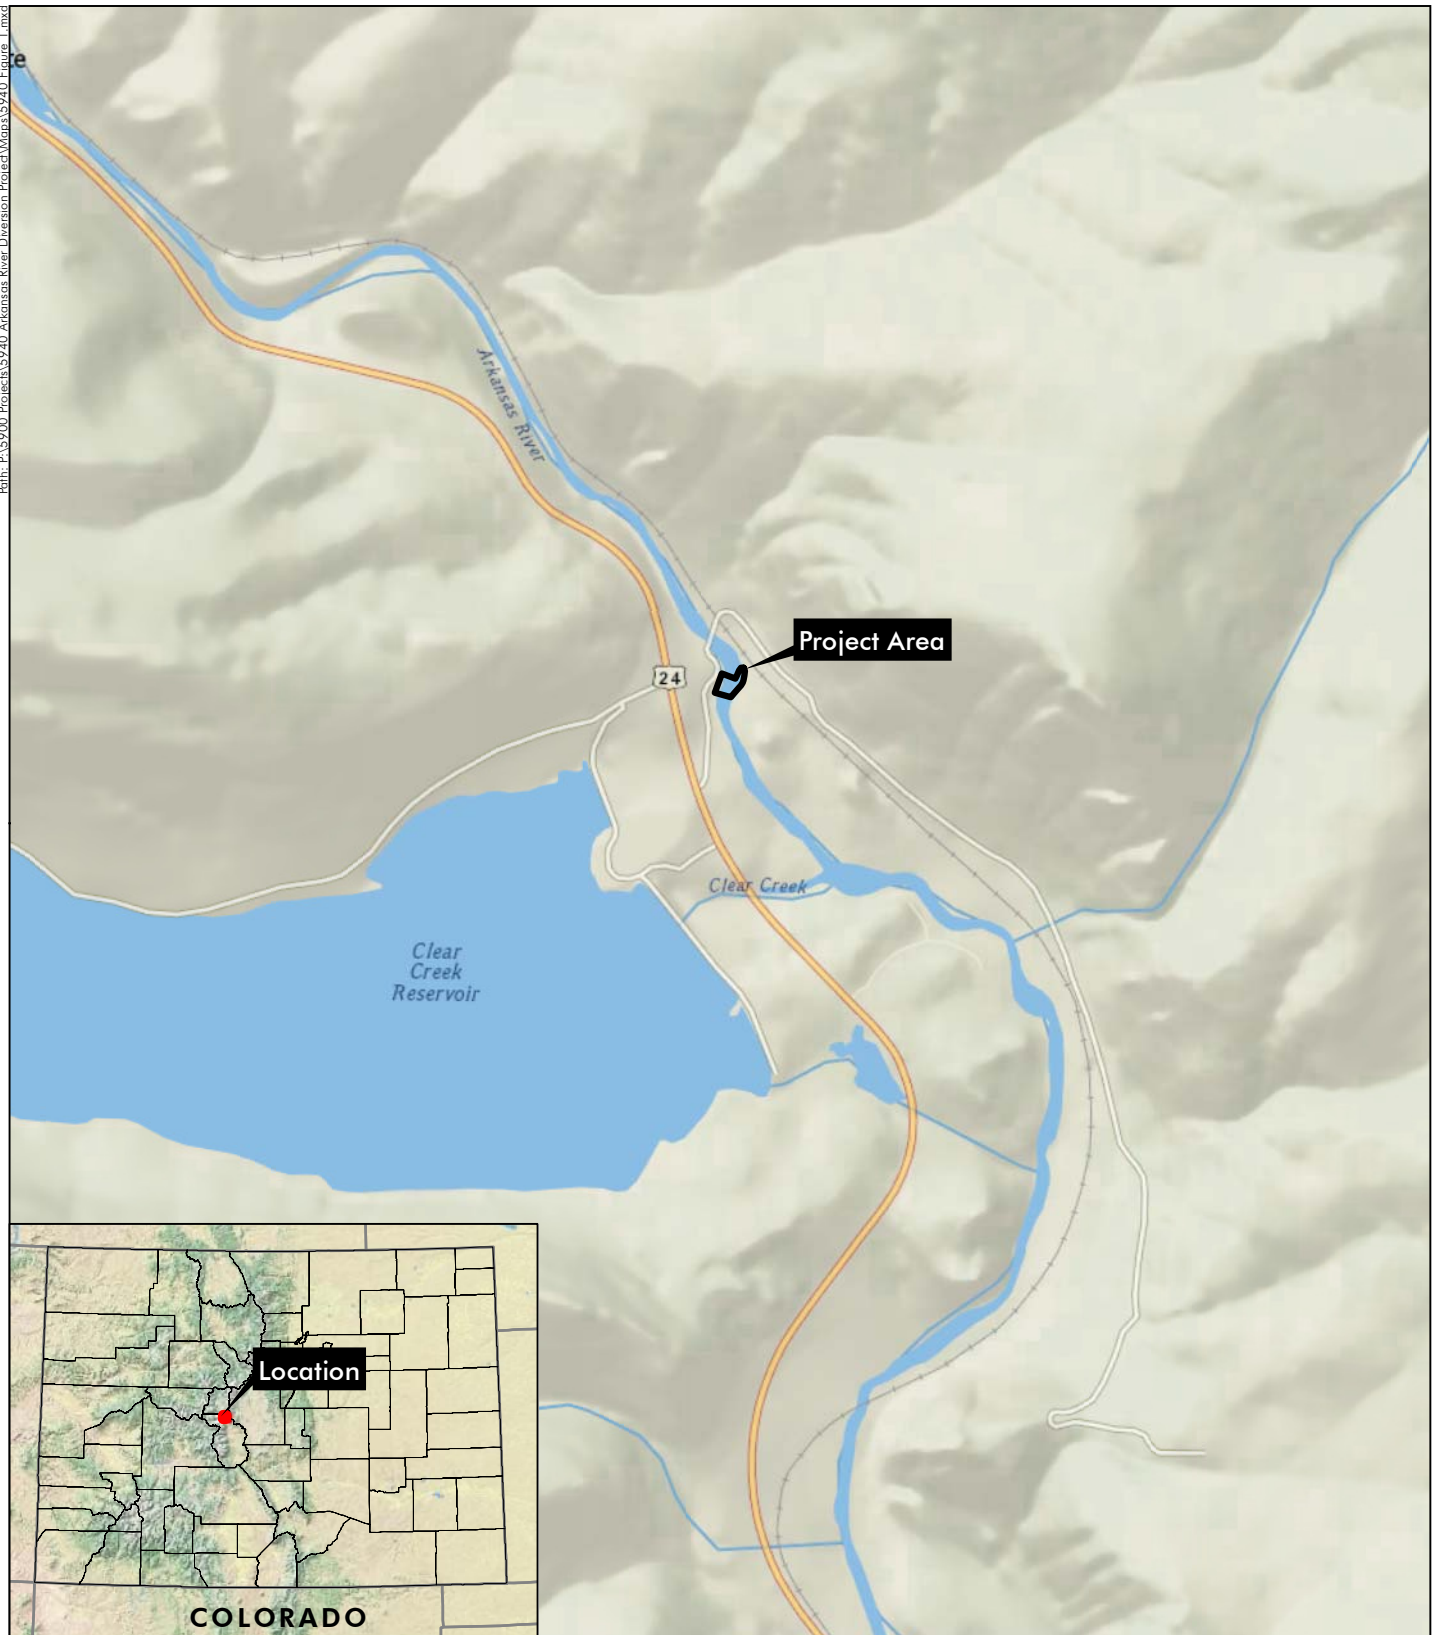 Path: P:\5900 Projects\5940 Arkansas River Diversion Project\Maps\5940 Figure 1.mxd
te
Arkansas River
Project Area
24
Clear Creek
Clear
Creek
Reservoir
Location
COLORADO